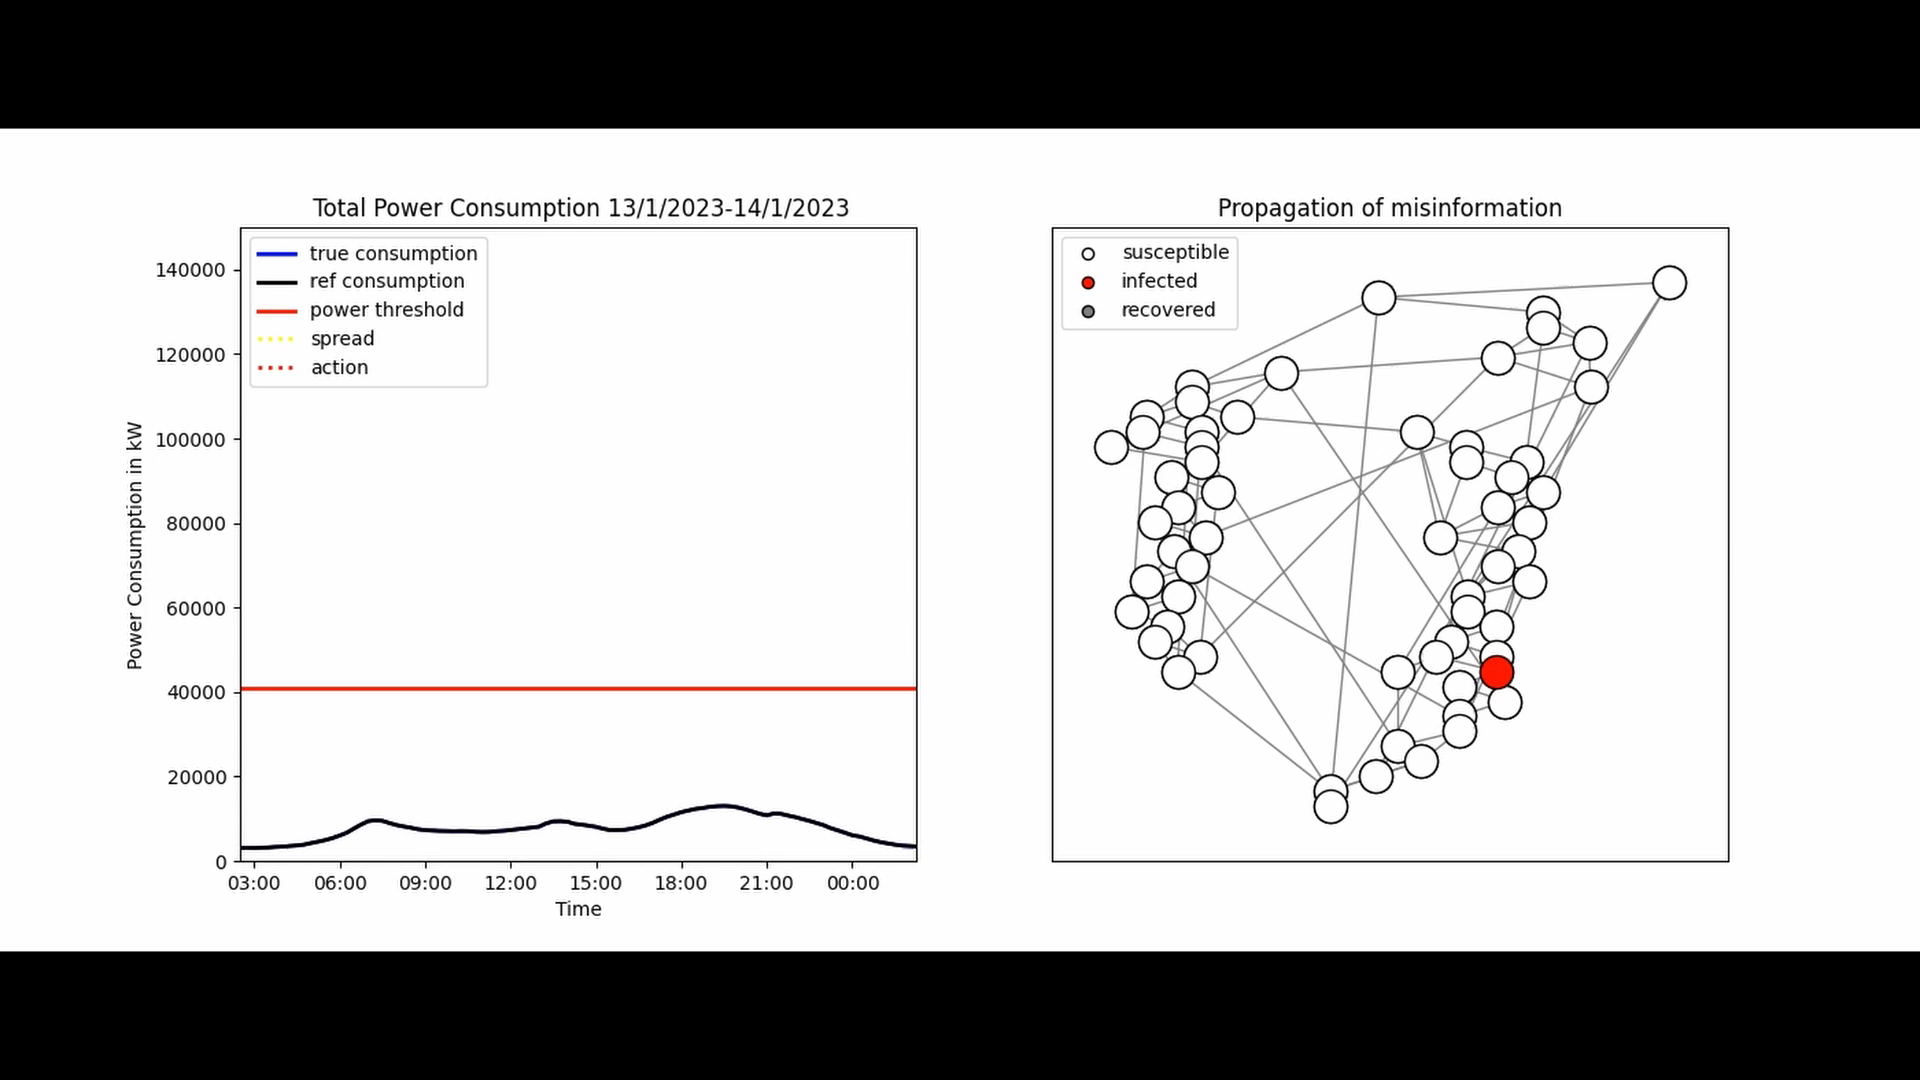 Total Power Consumption 13/1/2023-14/1/2023
true consumption
ref consumption
power threshold
spread
action
140000
120000
100000
80000
60000
40000
20000
0
Power Consumption in kW
03:00 06:00 09:00 12:00 15:00 18:00 21:00 00:00
Time
Propagation of misinformation
susceptible
infected
recovered